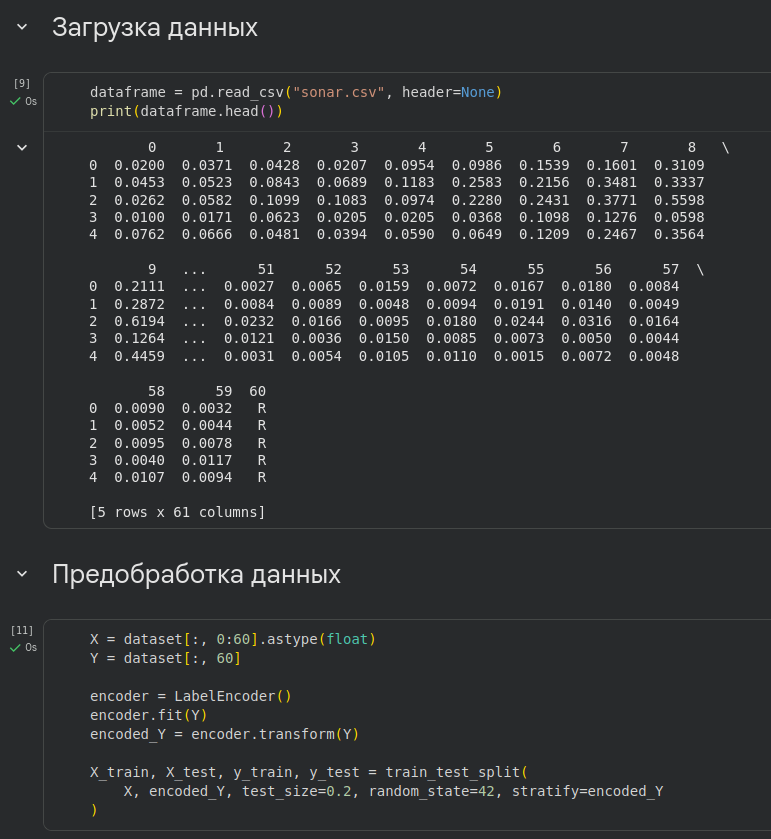 Загрузка данных
[9]
0s
dataframe = pd.read_csv("sonar.csv", header=None)
print(dataframe.head())
0 1 2 3 4 5 6 7 8 \
0 0.0200 0.0371 0.0428 0.0207 0.0954 0.0986 0.1539 0.1601 0.3109
1 0.0453 0.0523 0.0843 0.0689 0.1183 0.2583 0.2156 0.3481 0.3337
2 0.0262 0.0582 0.1099 0.1083 0.0974 0.2280 0.2431 0.3771 0.5598
3 0.0100 0.0171 0.0623 0.0205 0.0205 0.0368 0.1098 0.1276 0.0598
4 0.0762 0.0666 0.0481 0.0394 0.0590 0.0649 0.1209 0.2467 0.3564
9 ... 51 52 53 54 55 56 57 \
0 0.2111 ... 0.0027 0.0065 0.0159 0.0072 0.0167 0.0180 0.0084
1 0.2872 ... 0.0084 0.0089 0.0048 0.0094 0.0191 0.0140 0.0049
2 0.6194 ... 0.0232 0.0166 0.0095 0.0180 0.0244 0.0316 0.0164
3 0.1264 ... 0.0121 0.0036 0.0150 0.0085 0.0073 0.0050 0.0044
4 0.4459 ... 0.0031 0.0054 0.0105 0.0110 0.0015 0.0072 0.0048
58 59 60
0 0.0090 0.0032 R
1 0.0052 0.0044 R
2 0.0095 0.0078 R
3 0.0040 0.0117 R
4 0.0107 0.0094 R
[5 rows x 61 columns]
Предобработка данных
[11]
0s
X = dataset[:, 0:60].astype(float)
Y = dataset[:, 60]
encoder = LabelEncoder()
encoder.fit(Y)
encoded_Y = encoder.transform(Y)
X_train, X_test, y_train, y_test = train_test_split(
X, encoded_Y, test_size=0.2, random_state=42, stratify=encoded_Y
)